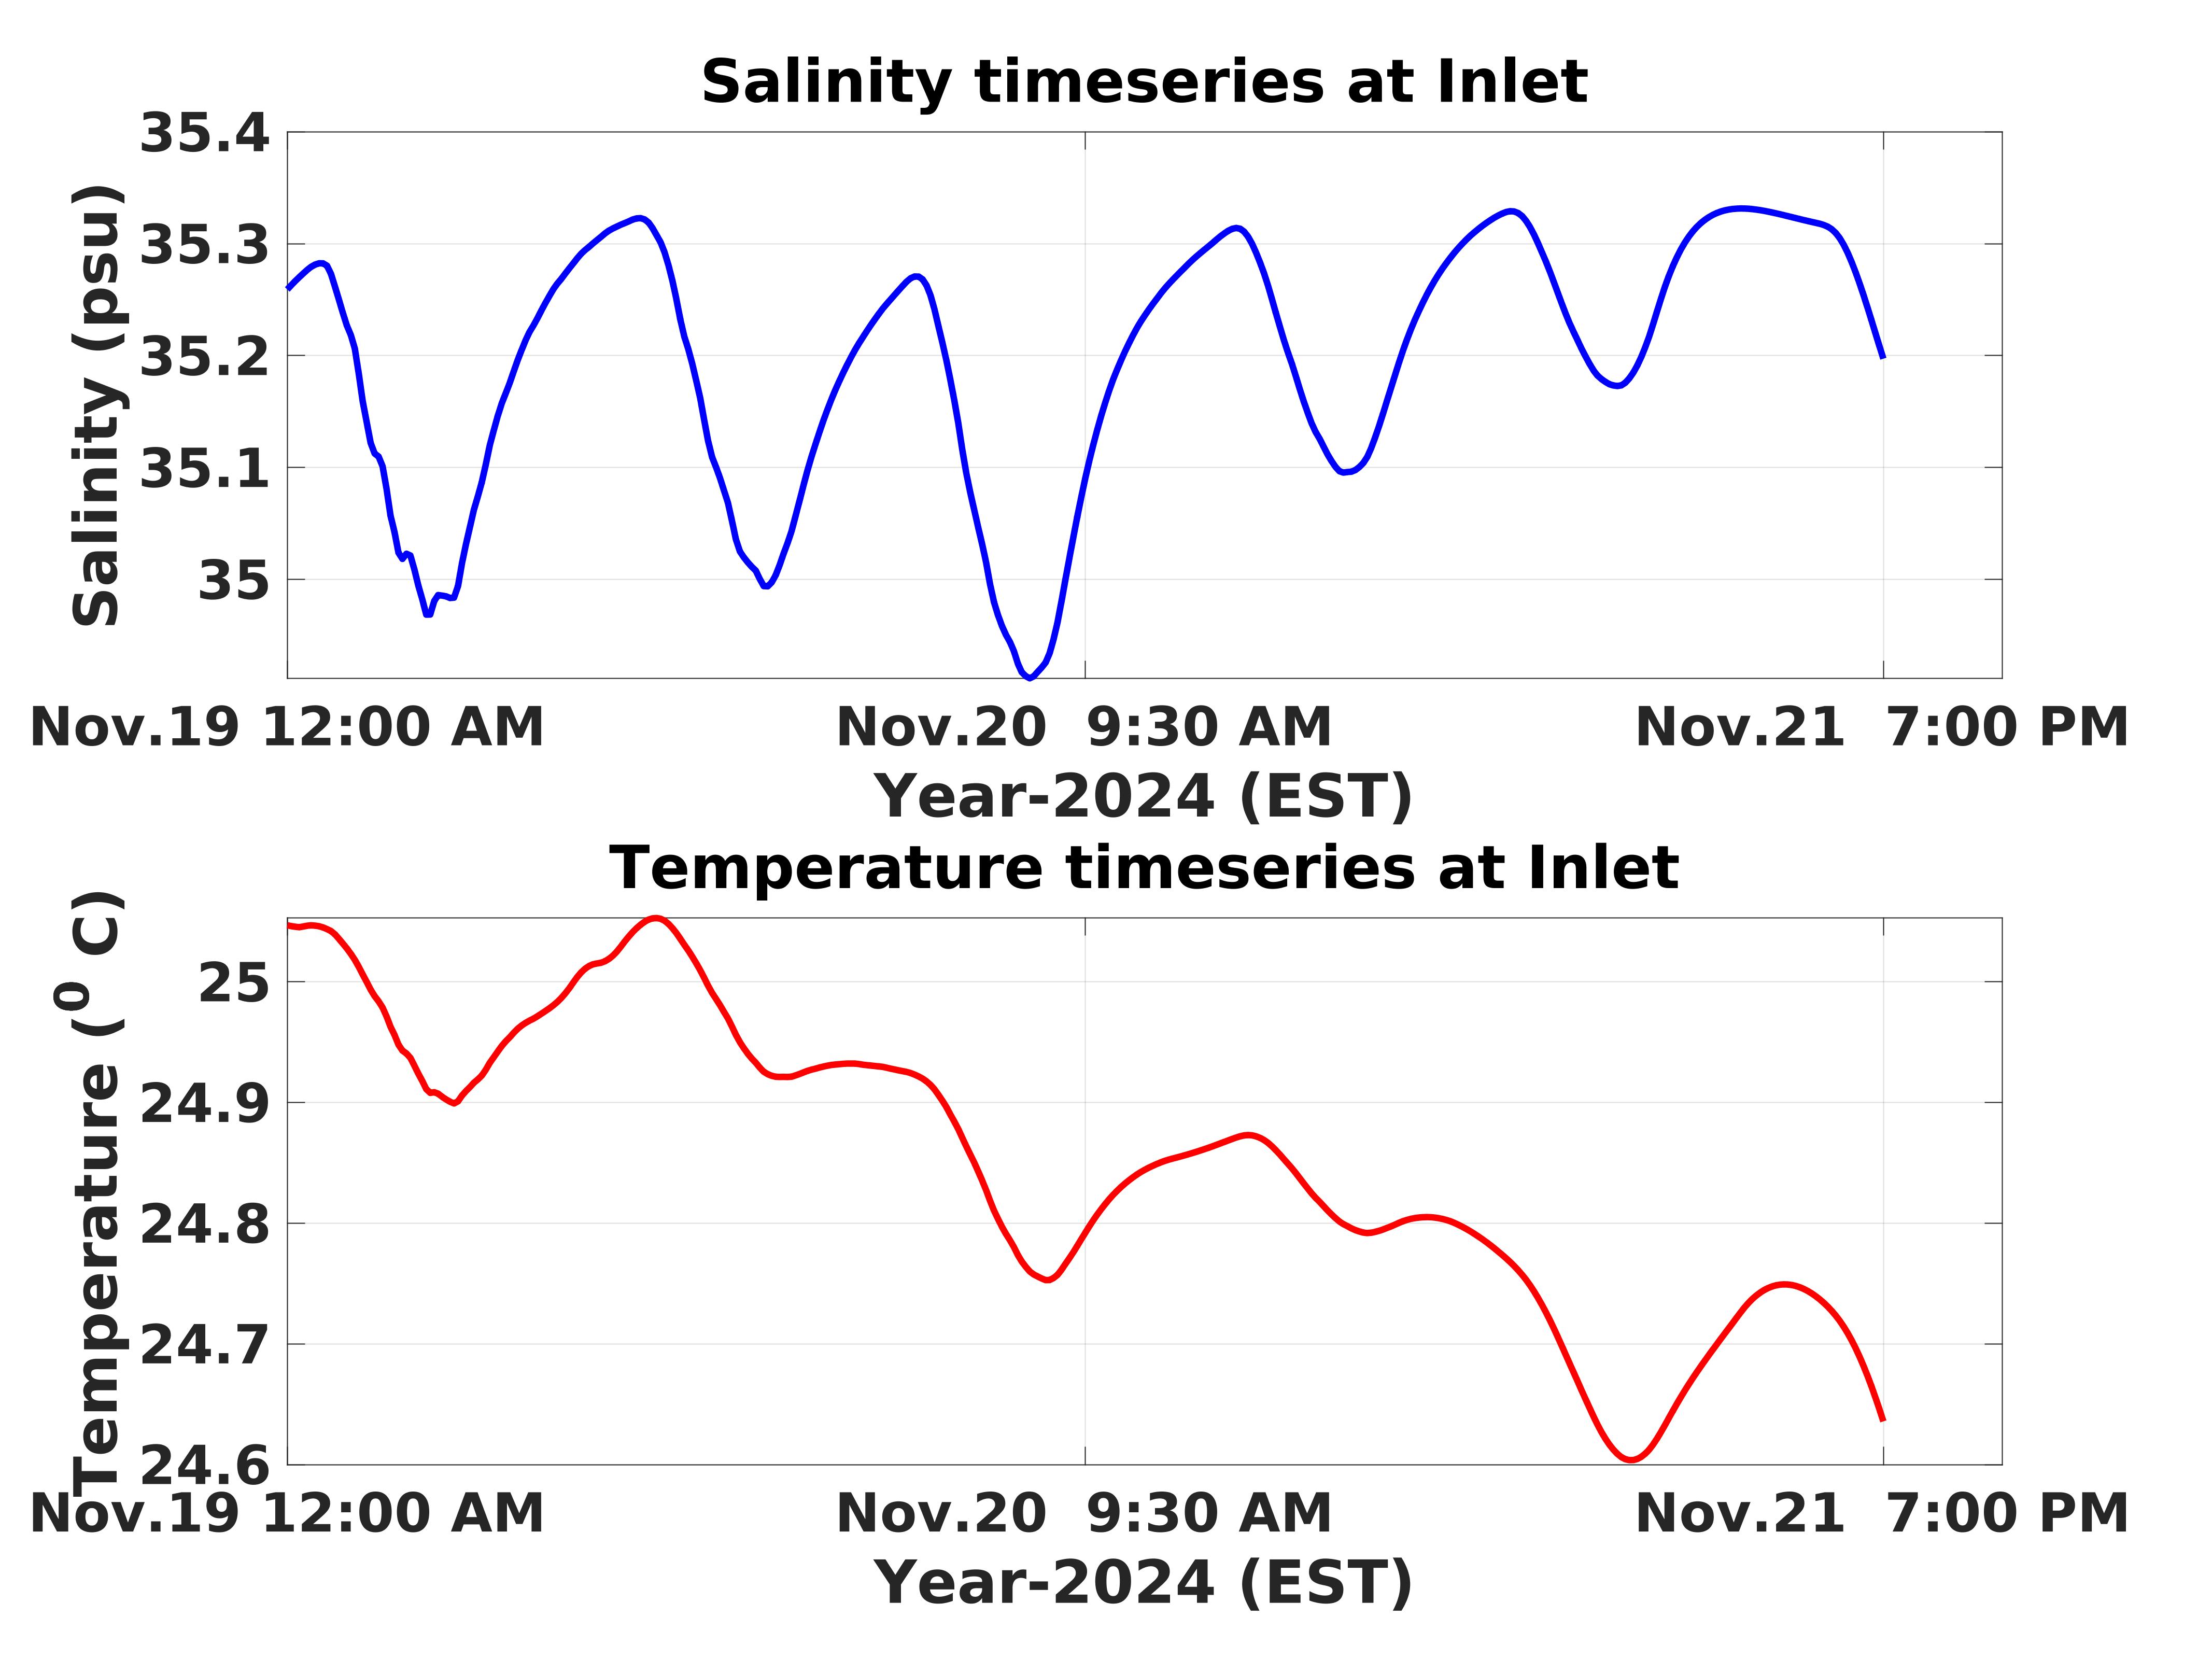 Salinity timeseries at Inlet
Salinity (psu)
35.4
35.3
35.2
35.1
35
Nov.19 12:00 AM Nov.20 9:30 AM Nov.21 7:00 PM
Year-2024 (EST)
Temperature timeseries at Inlet
Temperature (⁰ C)
25
24.9
24.8
24.7
24.6
Nov.19 12:00 AM Nov.20 9:30 AM Nov.21 7:00 PM
Year-2024 (EST)